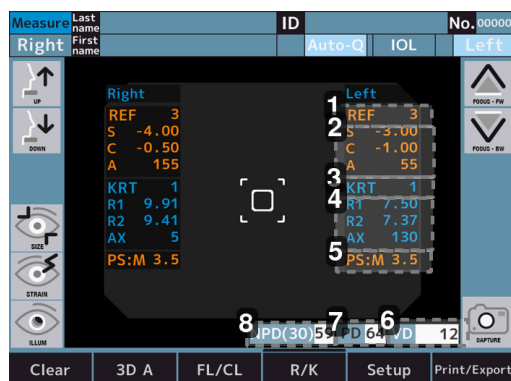 Measure Last name ID No. 00000
Right First name Auto-Q IOL Left
UP
DOWN
SIZE
STRAIN
ILLUM
FOCUS - FW
FOCUS - BW
CAPTURE
Right
REF 3
S -4.00
C -0.50
A 155
KRT 1
R1 9.91
R2 9.41
AX 5
PS:M 3.5
Left
1 REF 3
2 S -3.00
C -1.00
A 55
3 KRT 1
4 R1 7.50
R2 7.37
AX 130
5 PS:M 3.5
8 NPD(30) 59 7 PD 64 6 VD 12
Clear 3D A FL/CL R/K Setup Print/Export